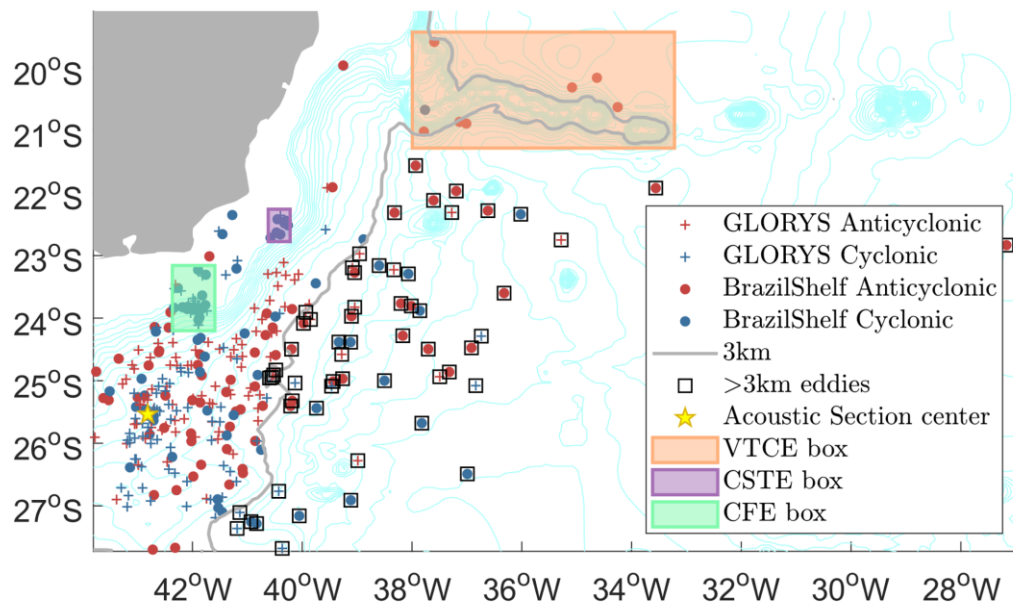 20°S
21°S
22°S
23°S
24°S
25°S
26°S
27°S
GLORYS Anticyclonic
GLORYS Cyclonic
BrazilShelf Anticyclonic
BrazilShelf Cyclonic
3km
>3km eddies
Acoustic Section center
VTCE box
CSTE box
CFE box
42°W 40°W 38°W 36°W 34°W 32°W 30°W 28°W